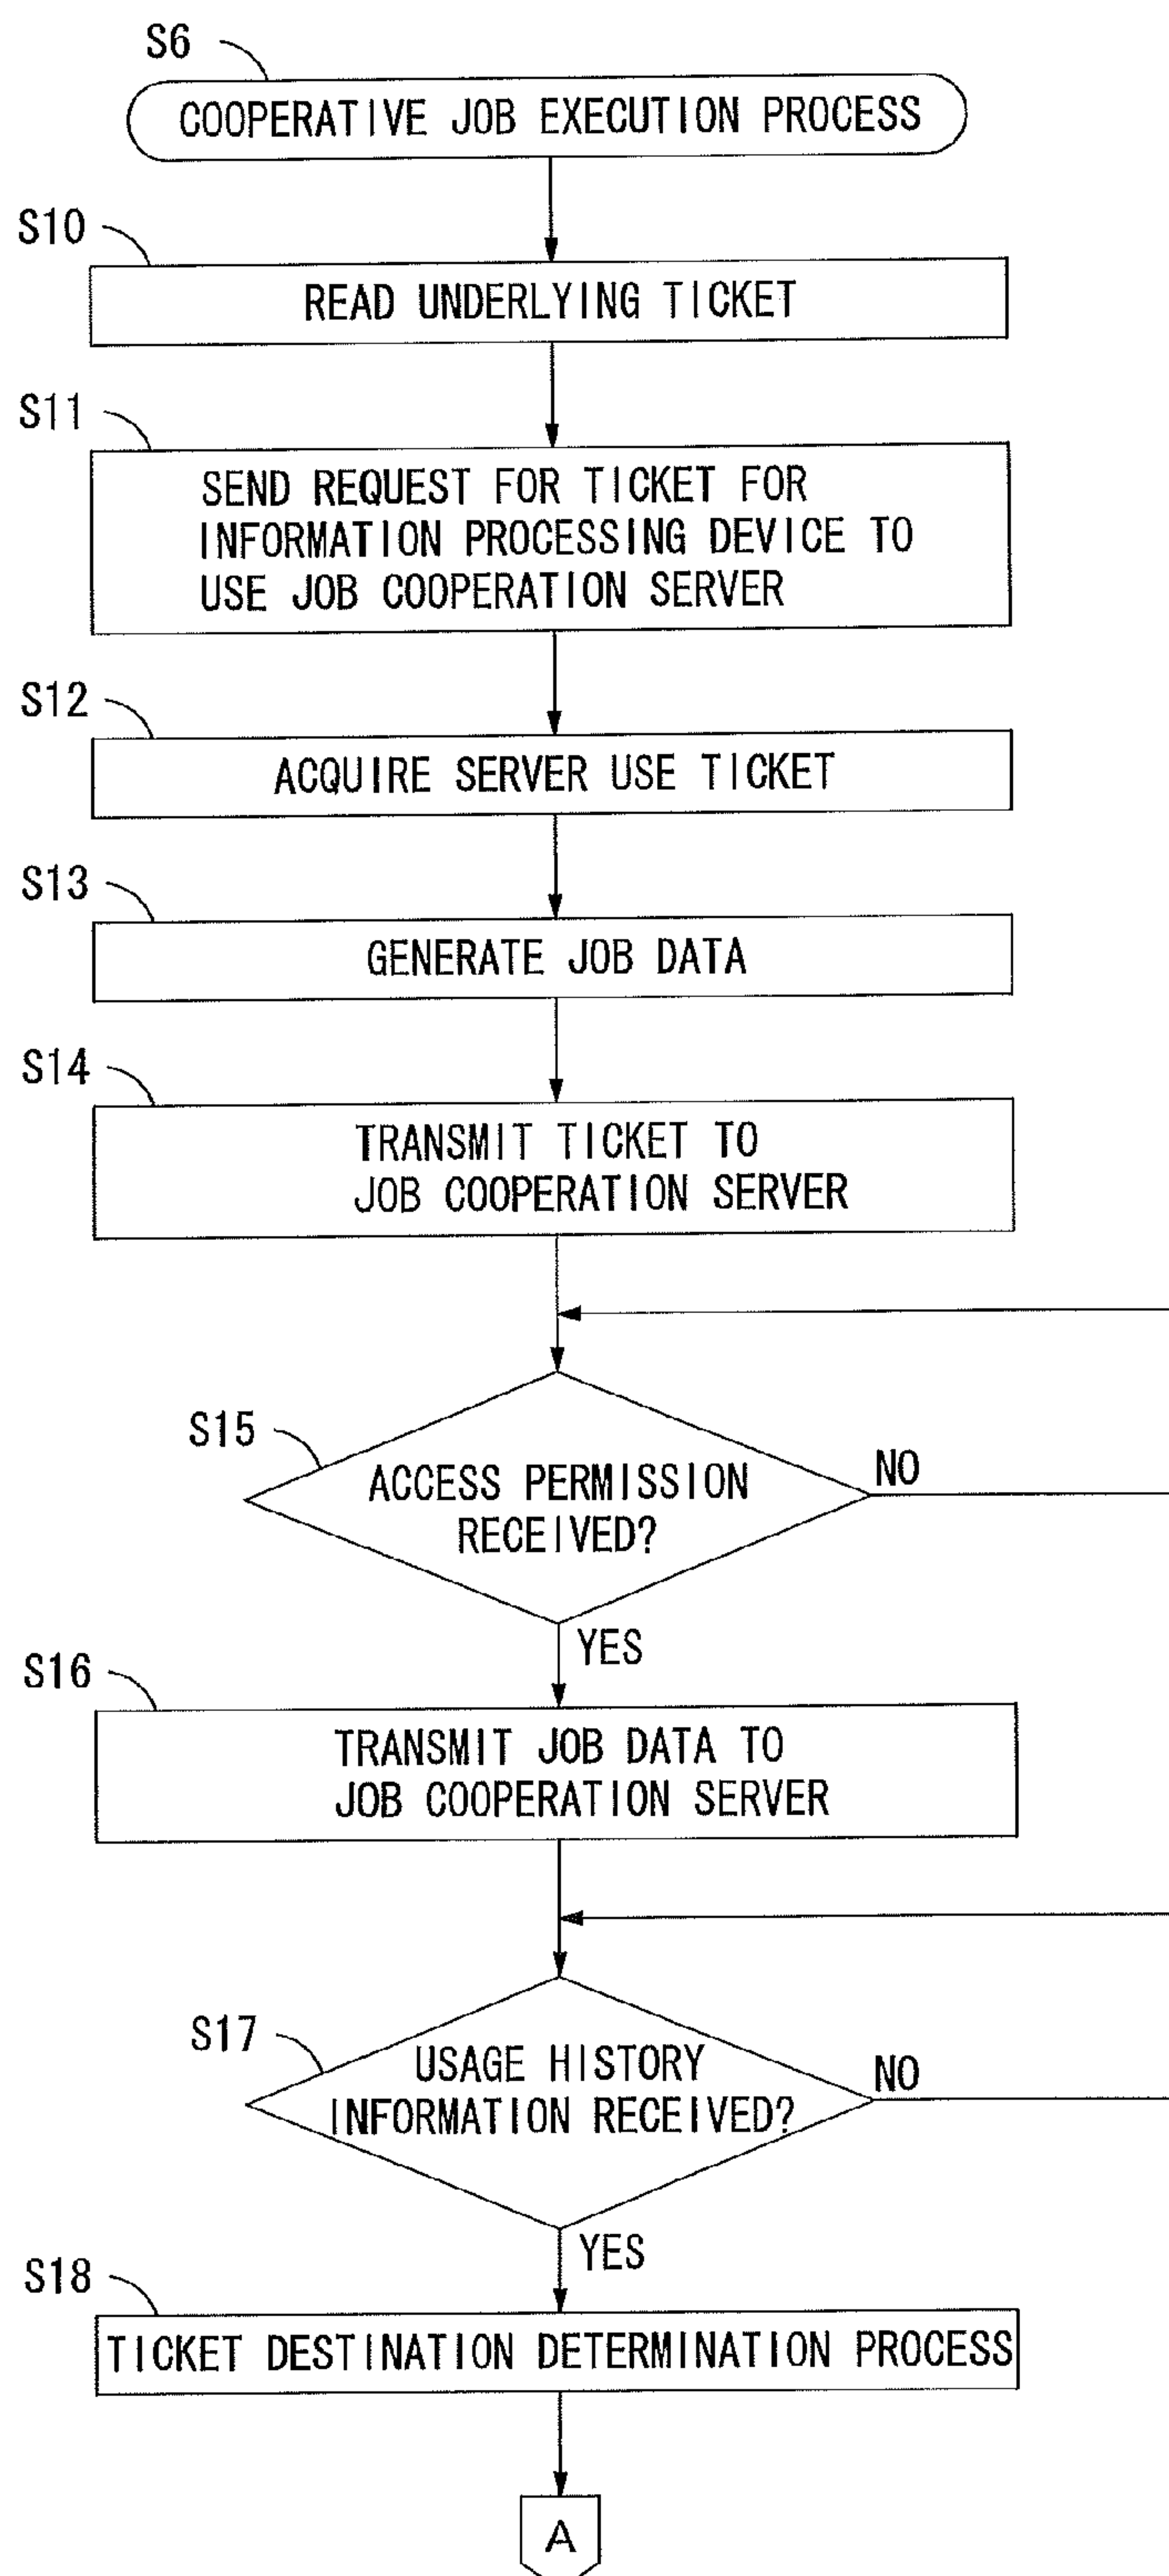 S6
COOPERATIVE JOB EXECUTION PROCESS
S10
READ UNDERLYING TICKET
S11
SEND REQUEST FOR TICKET FOR
INFORMATION PROCESSING DEVICE TO
USE JOB COOPERATION SERVER
S12
ACQUIRE SERVER USE TICKET
S13
GENERATE JOB DATA
S14
TRANSMIT TICKET TO
JOB COOPERATION SERVER
S15
ACCESS PERMISSION
RECEIVED?
NO
YES
S16
TRANSMIT JOB DATA TO
JOB COOPERATION SERVER
S17
USAGE HISTORY
INFORMATION RECEIVED?
NO
YES
S18
TICKET DESTINATION DETERMINATION PROCESS
A